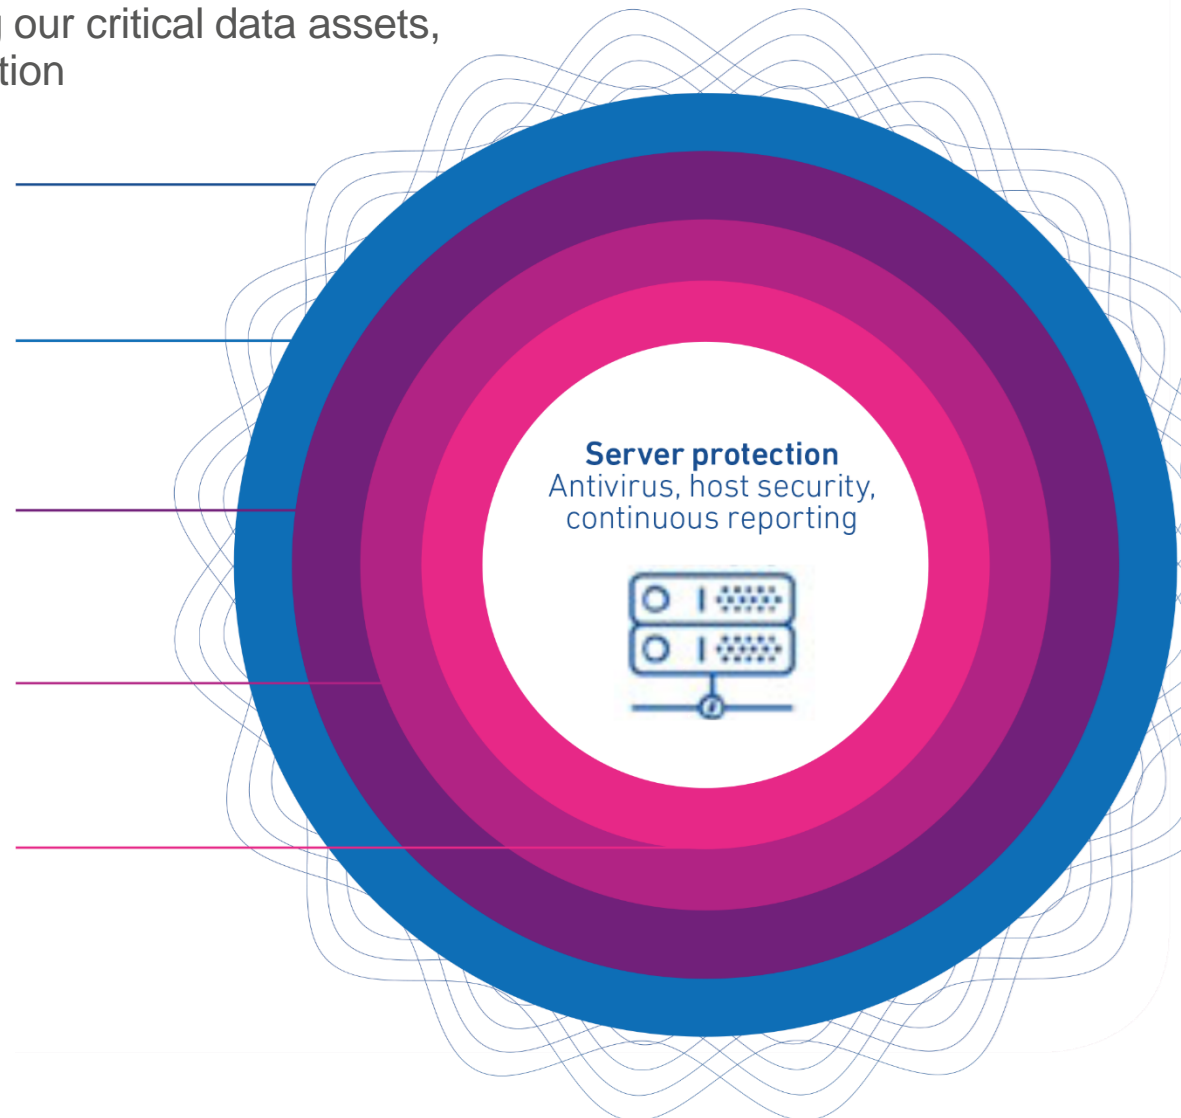 our critical data assets,
tion
Server protection
Antivirus, host security,
continuous reporting